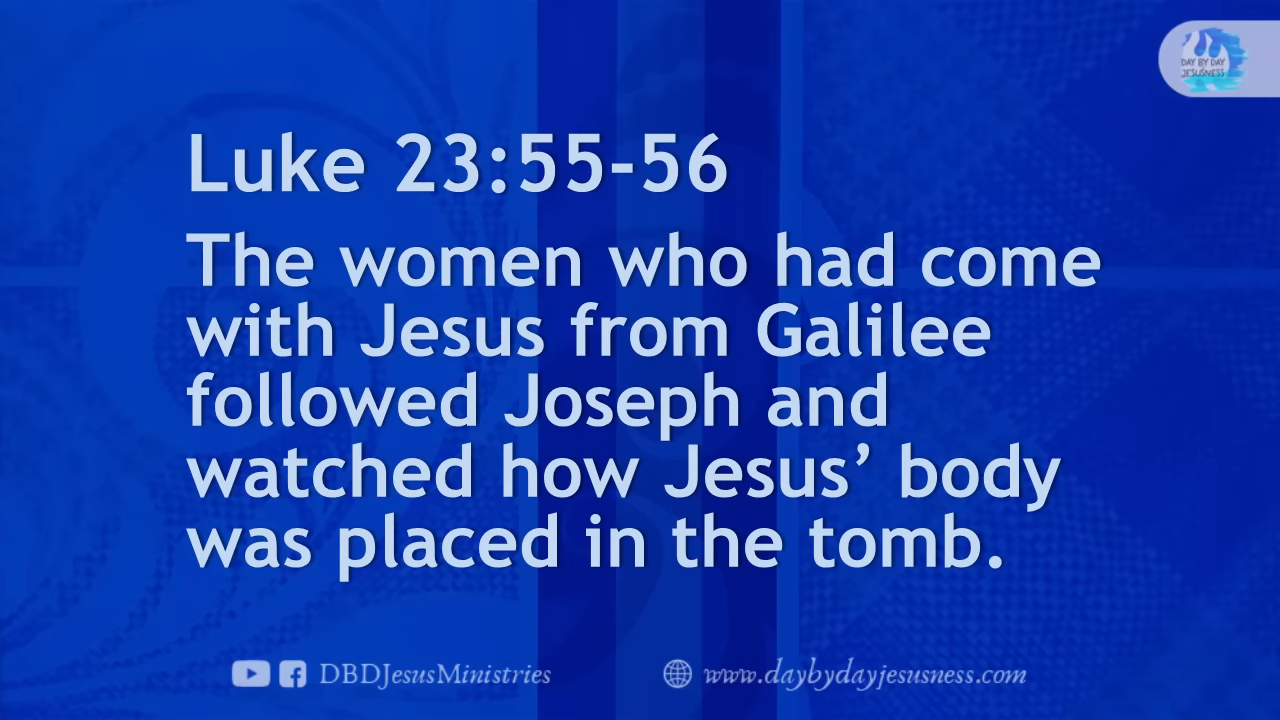 DAY BY DAY
JESUSNESS
Luke 23:55-56
The women who had come
with Jesus from Galilee
followed Joseph and
watched how Jesus’ body
was placed in the tomb.
DBDJesusMinistries
www.daybydayjesusness.com